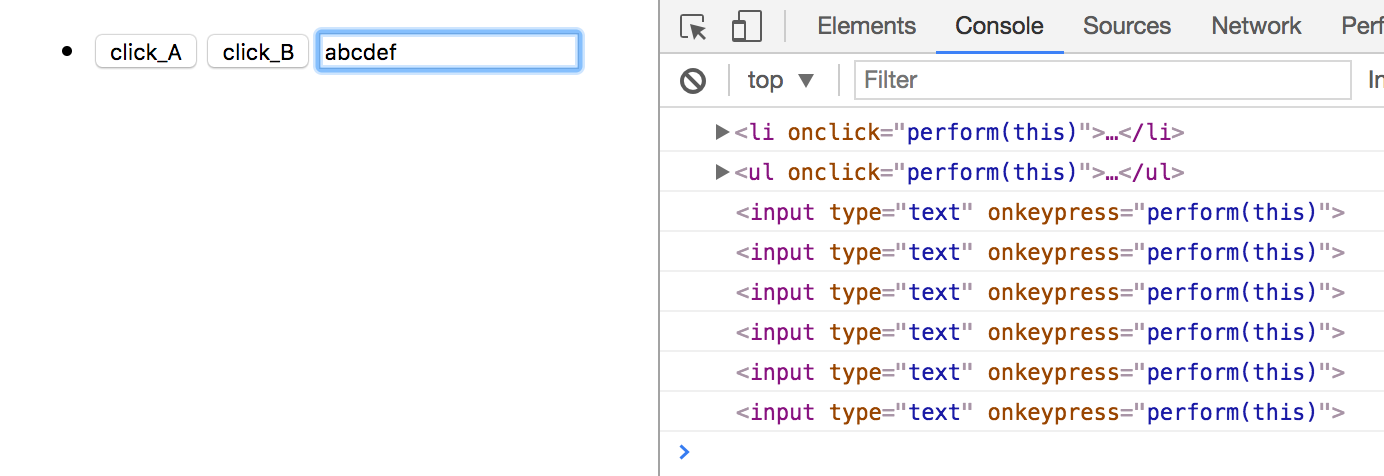 click_A click_B abcdef
Elements Console Sources Network Perf
top ▼ Filter In
▶<li onclick="perform(this)">…</li>
▶<ul onclick="perform(this)">…</ul>
<input type="text" onkeypress="perform(this)">
<input type="text" onkeypress="perform(this)">
<input type="text" onkeypress="perform(this)">
<input type="text" onkeypress="perform(this)">
<input type="text" onkeypress="perform(this)">
<input type="text" onkeypress="perform(this)">